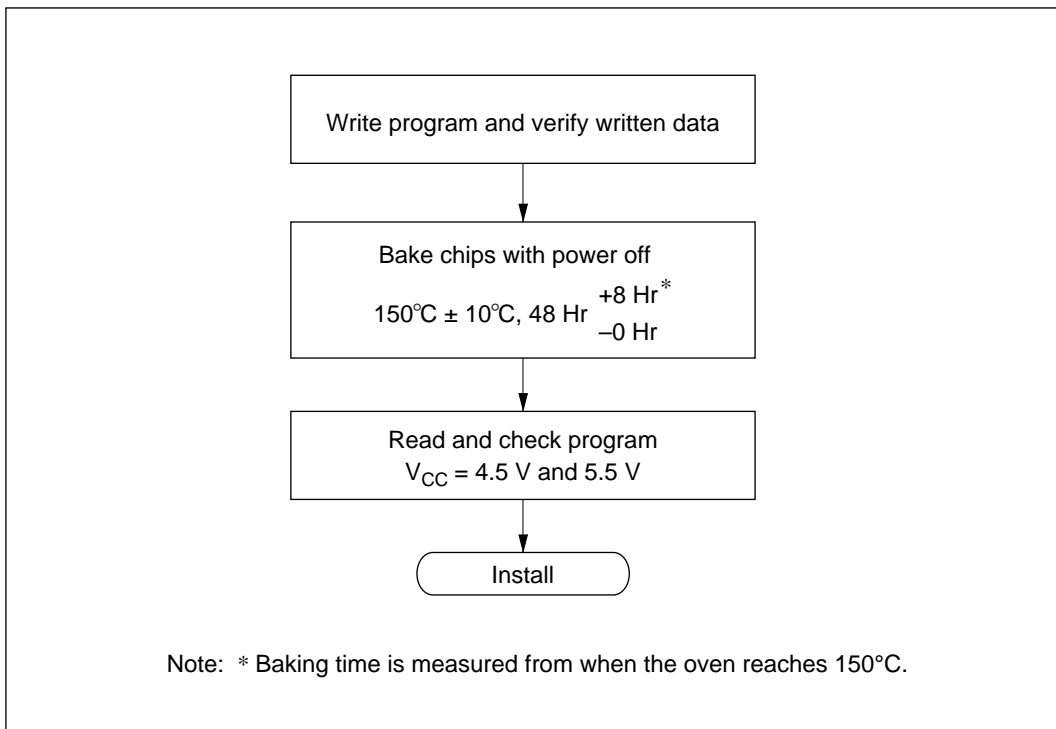 Write program and verify written data
Bake chips with power off
150°C ± 10°C, 48 Hr +8 Hr*
–0 Hr
Read and check program
VCC = 4.5 V and 5.5 V
Install
Note: * Baking time is measured from when the oven reaches 150°C.